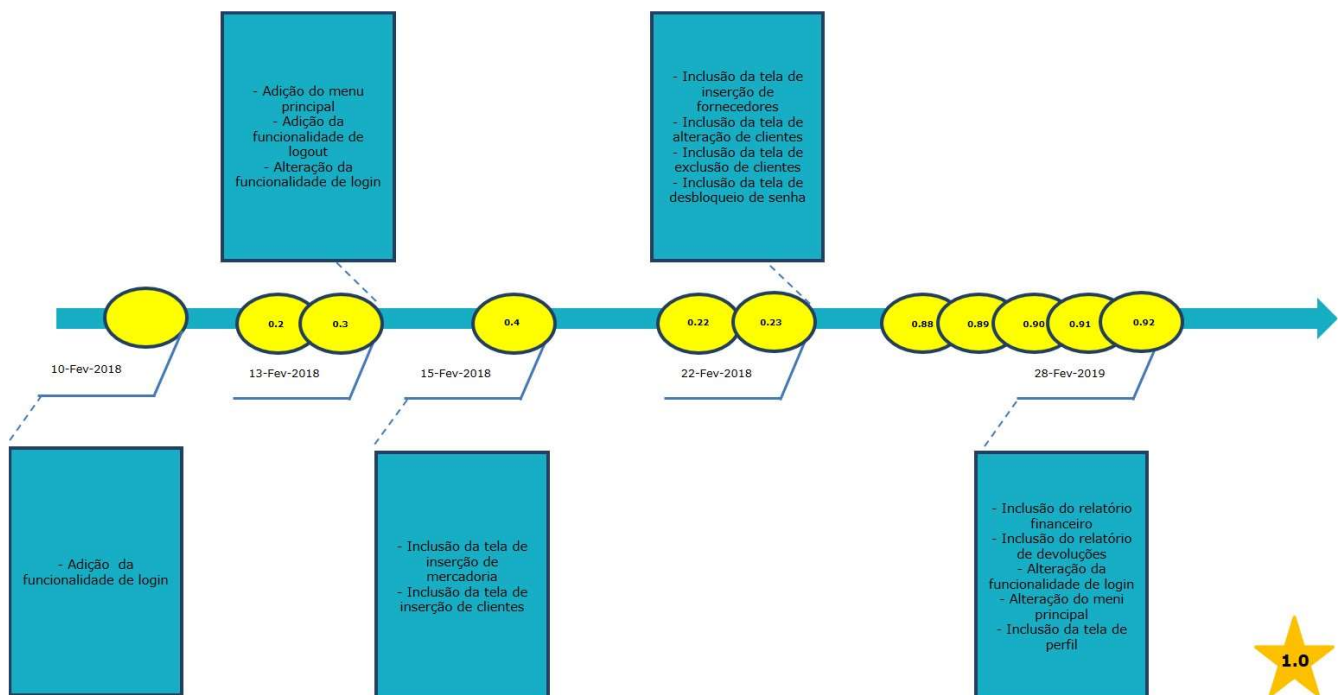 - Adição do menu
principal
- Adição da
funcionalidade de
logout
- Alteração da
funcionalidade de login
- Inclusão da tela de
inserção de
fornecedores
- Inclusão da tela de
alteração de clientes
- Inclusão da tela de
exclusão de clientes
- Inclusão da tela de
desbloqueio de senha
0.2
0.3
0.4
0.22
0.23
0.88
0.89
0.90
0.91
0.92
10-Fev-2018
13-Fev-2018
15-Fev-2018
22-Fev-2018
28-Fev-2019
- Adição da
funcionalidade de login
- Inclusão da tela de
inserção de
mercadoria
- Inclusão da tela de
inserção de clientes
- Inclusão do relatório
financeiro
- Inclusão do relatório
de devoluções
- Alteração da
funcionalidade de login
- Alteração do meni
principal
- Inclusão da tela de
perfil
1.0